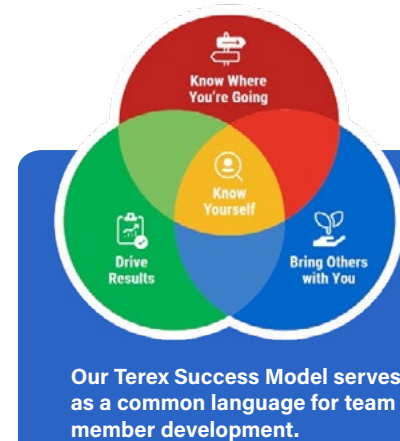 Know Where
You're Going
Know
Yourself
Drive
Results
Bring Others
with You
Our Terex Success Model serves
as a common language for team
member development.